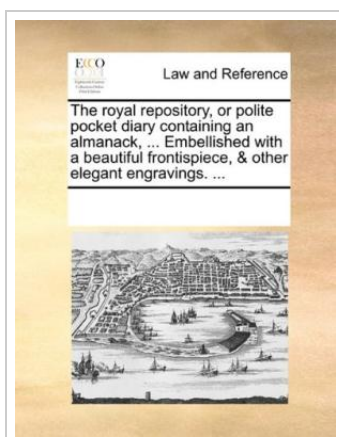 ECCO
Law and Reference
The royal repository, or polite
pocket diary containing an
almanack, ... Embellished with
a beautiful frontispiece, & other
elegant engravings. ...